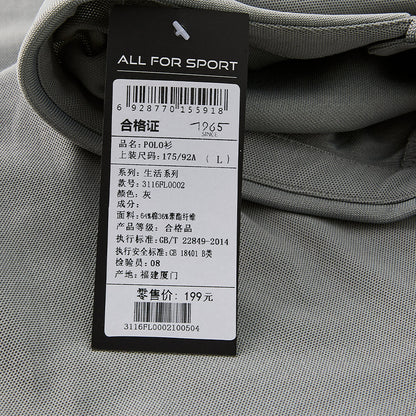 ALL FOR SPORT
6 928770 155918
合格证 1965
SINCE
品名: POLO衫
上装尺码: 175/92A (L)
系列: 生活系列
款号: 3116FL0002
颜色: 灰
成分:
面料: 64%棉36%聚酯纤维
产品等级: 合格品
执行标准: GB/T 22849-2014
执行安全标准: GB 18401 B类
检验员: 08
产地: 福建厦门
零售价: 199元
3116FL0002100504